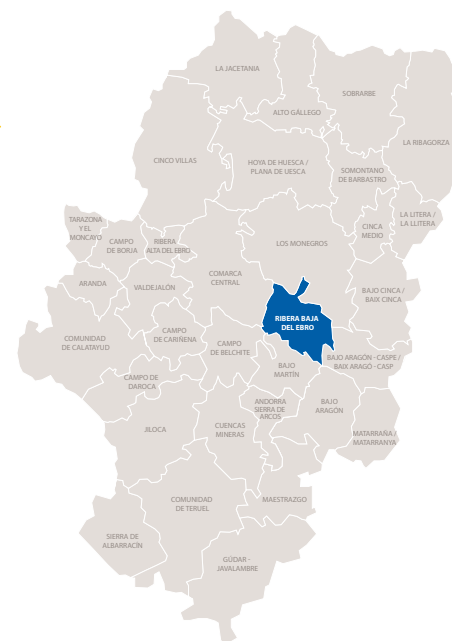 LA JACETANIA
SOBRARBE
ALTO GÁLLEGO
LA RIBAGORZA
CINCO VILLAS
HOYA DE HUESCA /
PLANA DE UESCA
SOMONTANO
DE BARBASTRO
TARAZONA
Y EL
MONCAYO
CAMPO
DE BORJA
RIBERA
ALTA DEL EBRO
LOS MONEGROS
CINCA
MEDIO
LA LITERA /
LA LLITERA
ARANDA
VALDEJALÓN
COMARCA
CENTRAL
BAJO CINCA /
BAIX CINCA
RIBERA BAJA
DEL EBRO
COMUNIDAD
DE CALATAYUD
CAMPO
DE CARIÑENA
CAMPO
DE BELCHITE
BAJO
MARTÍN
BAJO ARAGÓN - CASPE /
BAIX ARAGÓ - CASP
CAMPO DE
DAROCA
ANDORRA
SIERRA DE
ARCOS
BAJO
ARAGÓN
JILOCA
CUENCAS
MINERAS
MATARRAÑA /
MATARRANYA
COMUNIDAD
DE TERUEL
MAESTRAZGO
SIERRA DE
ALBARRACÍN
GÚDAR -
JAVALAMBRE